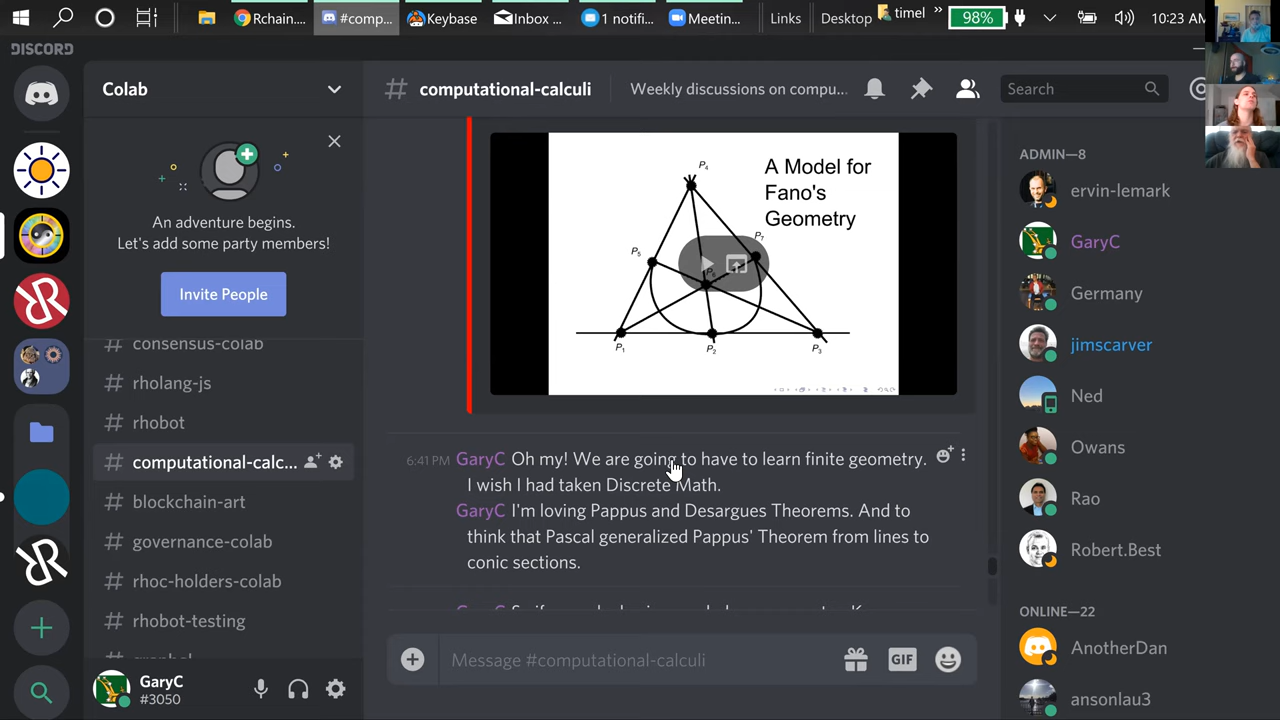 Rchain...
#comp...
Keybase
Inbox ...
1 notifi...
Meetin...
Links
Desktop
timel
»
98%
10:23 AM
DISCORD
Colab
An adventure begins.
Let's add some party members!
Invite People
# consensus-colab
# rholang-js
# rhobot
# computational-calc...
# blockchain-art
# governance-colab
# rhoc-holders-colab
# rhobot-testing
GaryC
#3050
# computational-calculi
Weekly discussions on compu...
Search
A Model for
Fano's
Geometry
P4
P7
P5
P1
P2
P3
6:41 PM GaryC Oh my! We are going to have to learn finite geometry.
I wish I had taken Discrete Math.
GaryC I'm loving Pappus and Desargues Theorems. And to
think that Pascal generalized Pappus' Theorem from lines to
conic sections.
Message #computational-calculi
GIF
ADMIN—8
ervin-lemark
GaryC
Germany
jimscarver
Ned
Owans
Rao
Robert.Best
ONLINE—22
AnotherDan
ansonlau3